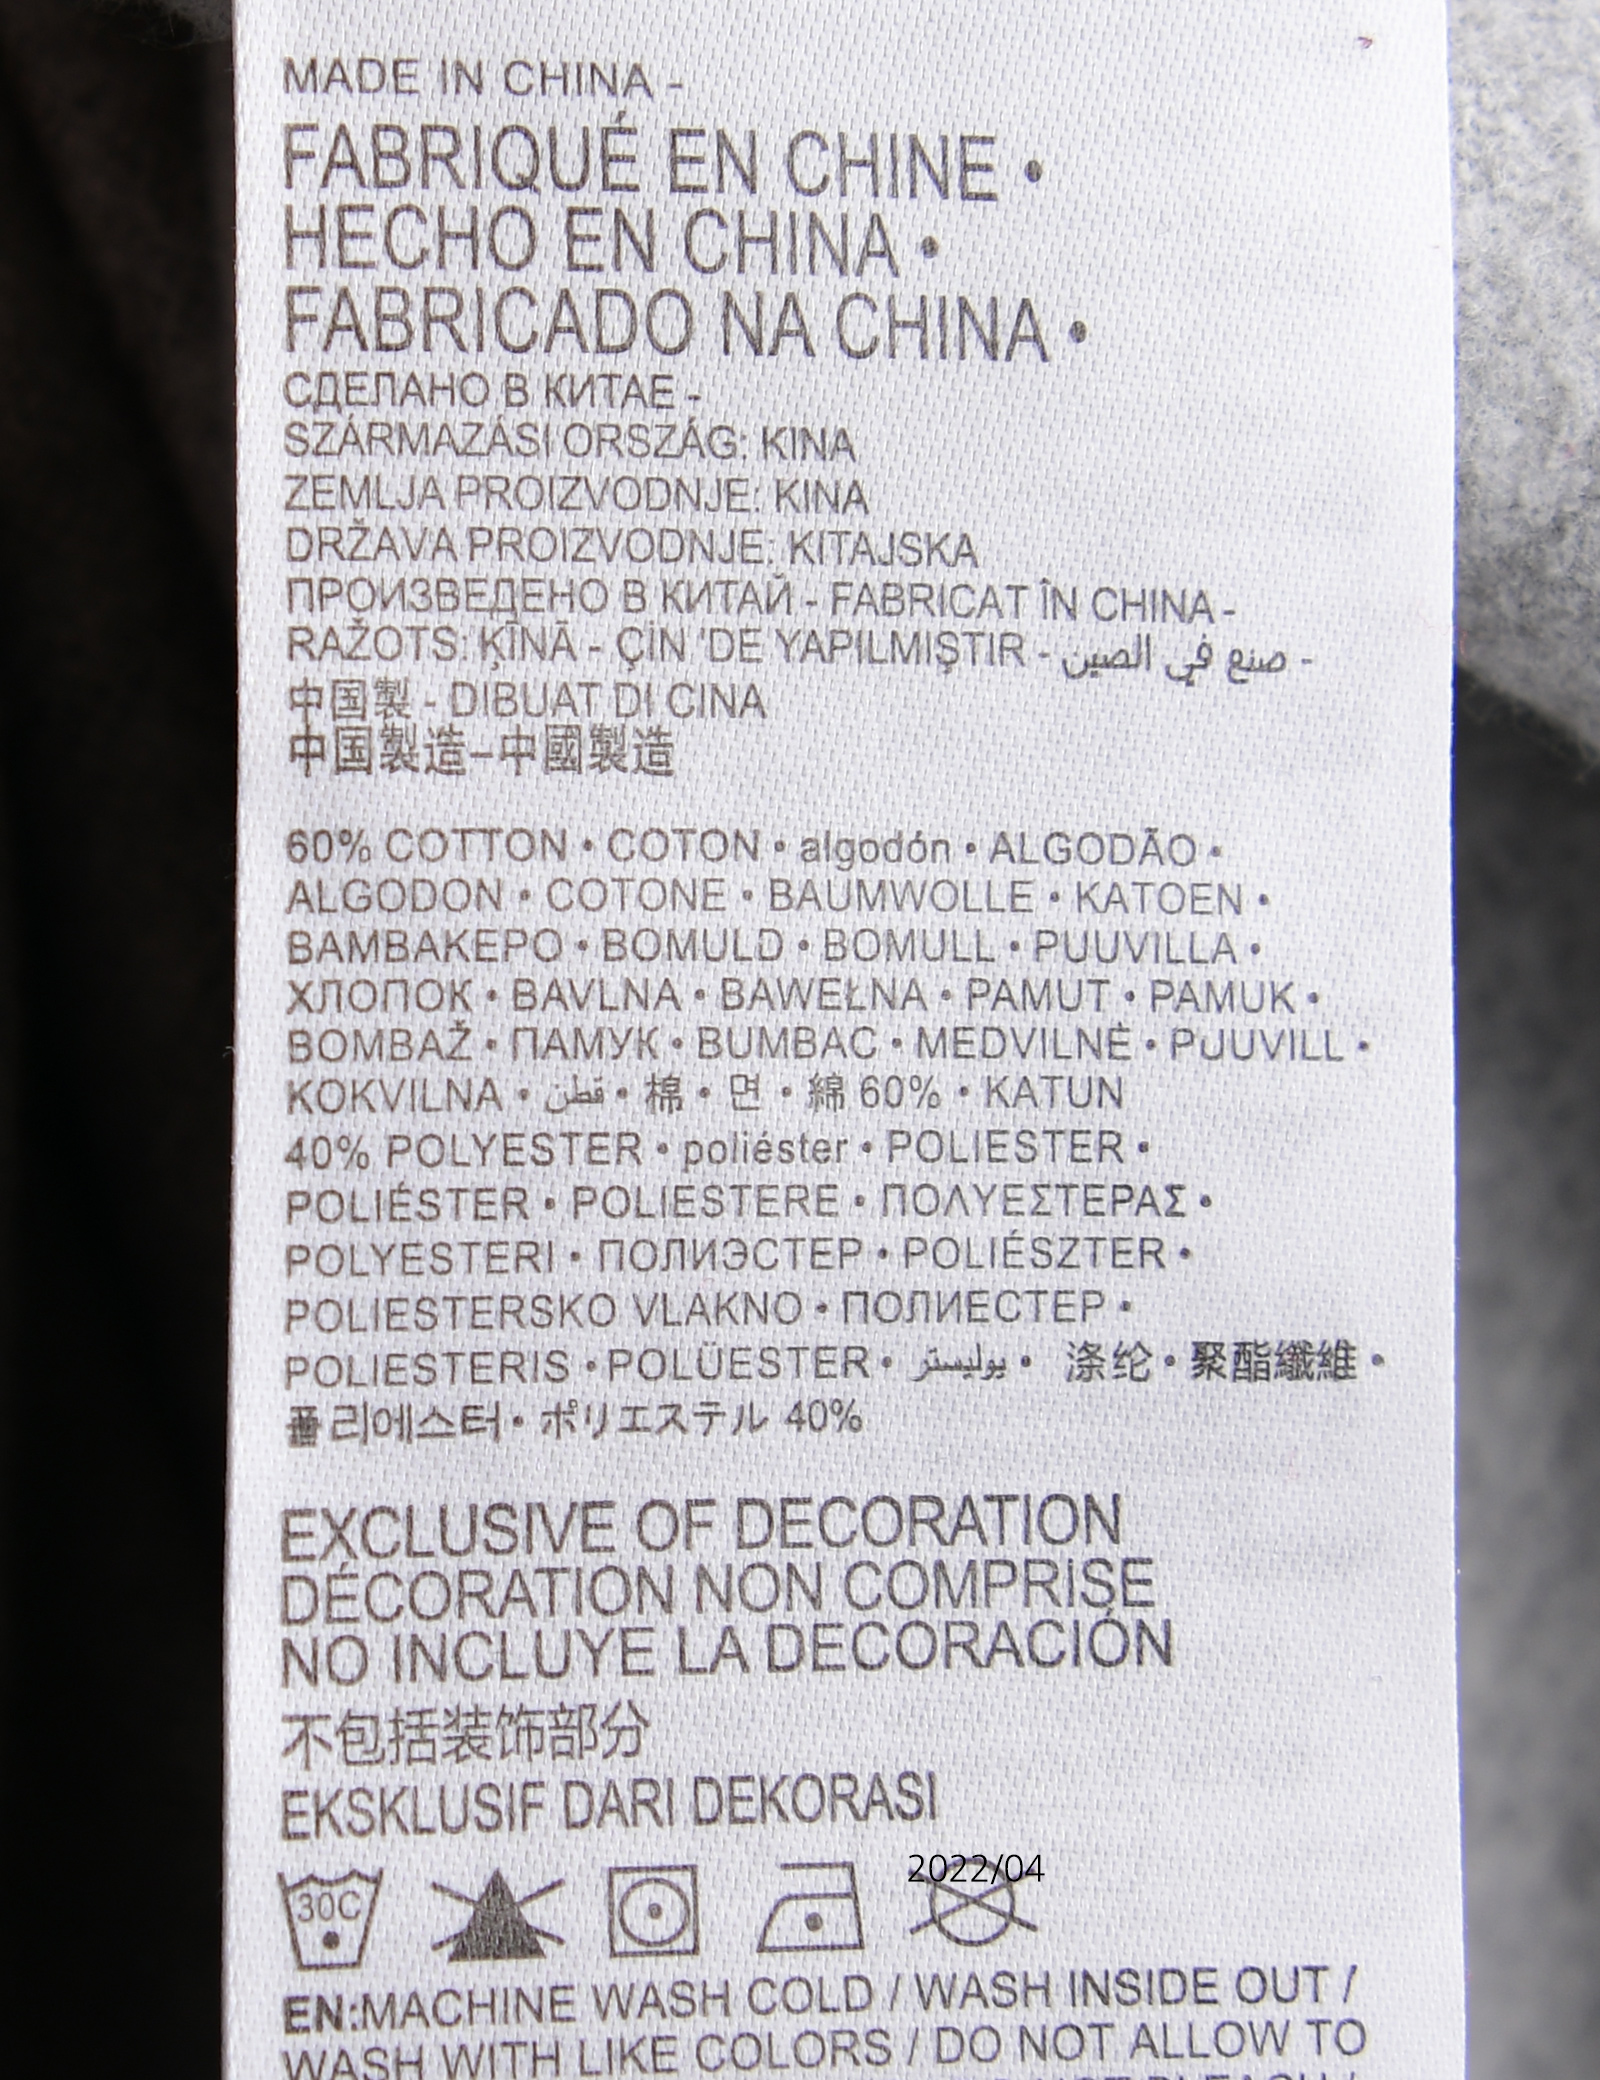 MADE IN CHINA -
FABRIQUÉ EN CHINE •
HECHO EN CHINA •
FABRICADO NA CHINA •
СДЕЛАНО В КИТАЕ -
SZÁRMAZÁSI ORSZÁG: KINA
ZEMLJA PROIZVODNJE: KINA
DRŽAVA PROIZVODNJE: KITAJSKA
ПРОИЗВЕДЕНО В КИТАЙ - FABRICAT ÎN CHINA -
RAŽOTS: ĶĪNĀ - ÇİN 'DE YAPILMIŞTIR - صنع في الصين -
中国製 - DIBUAT DI CINA
中国製造-中國製造
60% COTTON • COTON • algodón • ALGODÃO •
ALGODON • COTONE • BAUMWOLLE • KATOEN •
ΒΑΜΒΑΚΕΡΟ • BOMULD • BOMULL • PUUVILLA •
ХЛОПОК • BAVLNA • BAWEŁNA • PAMUT • PAMUK •
BOMBAŽ • ПАМУК • BUMBAC • MEDVILNĖ • PUUVILL •
KOKVILNA • قطن • 棉 • 면 • 綿 60% • KATUN
40% POLYESTER • poliéster • POLIESTER •
POLIÉSTER • POLIESTERE • ΠΟΛΥΕΣΤΕΡΑΣ •
POLYESTERI • ПОЛИЭСТЕР • POLIÉSZTER •
POLIESTERSKO VLAKNO • ПОЛИЕСТЕР •
POLIESTERIS • POLÜESTER • بوليستر • 涤纶 • 聚酯纖維 •
폴리에스터 • ポリエステル 40%
EXCLUSIVE OF DECORATION
DÉCORATION NON COMPRISE
NO INCLUYE LA DECORACIÓN
不包括装饰部分
EKSKLUSIF DARI DEKORASI
2022/04
30C
EN:MACHINE WASH COLD / WASH INSIDE OUT /
WASH WITH LIKE COLORS / DO NOT ALLOW TO